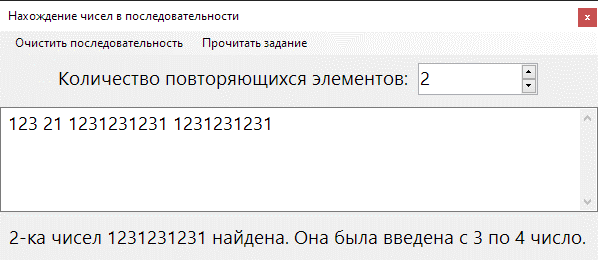 Нахождение чисел в последовательности
Очистить последовательность Прочитать задание
Количество повторяющихся элементов: 2
123 21 1231231231 1231231231
2-ка чисел 1231231231 найдена. Она была введена с 3 по 4 число.